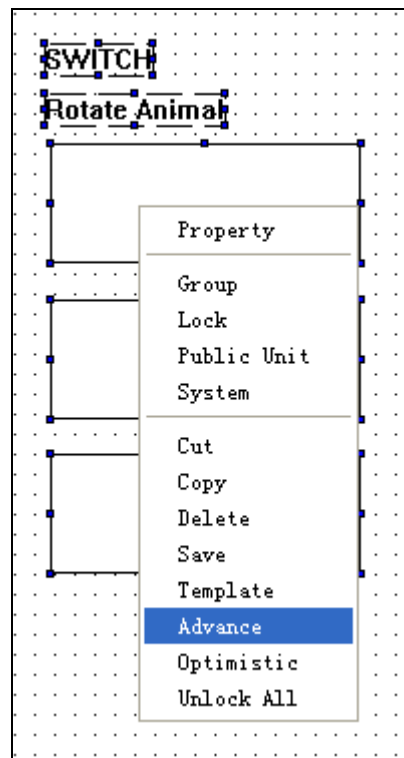 SWITCH
Rotate Animal
Property
Group
Lock
Public Unit
System
Cut
Copy
Delete
Save
Template
Advance
Optimistic
Unlock All